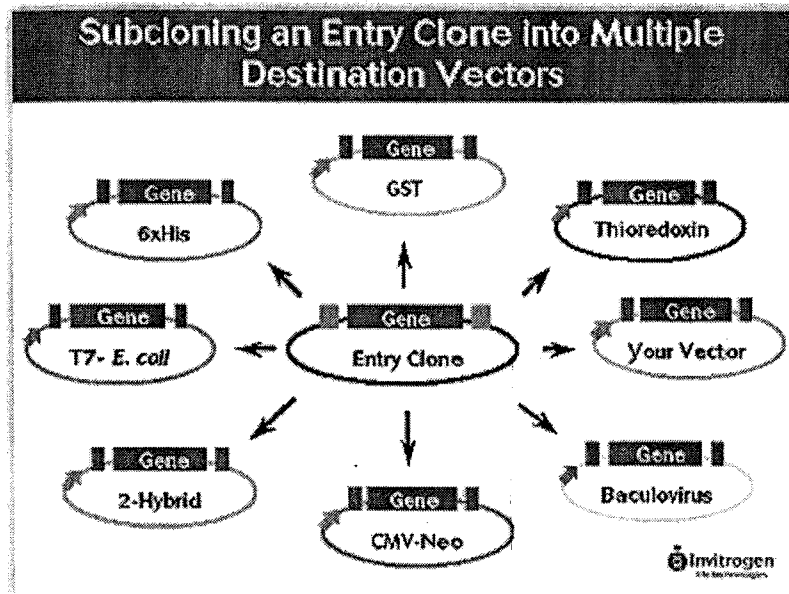 Subcloning an Entry Clone into Multiple
Destination Vectors
Gene
GST
Gene
6xHis
Gene
Thioredoxin
Gene
T7- E. coli
Gene
Entry Clone
Gene
Your Vector
Gene
2-Hybrid
Gene
CMV-Neo
Gene
Baculovirus
Invitrogen